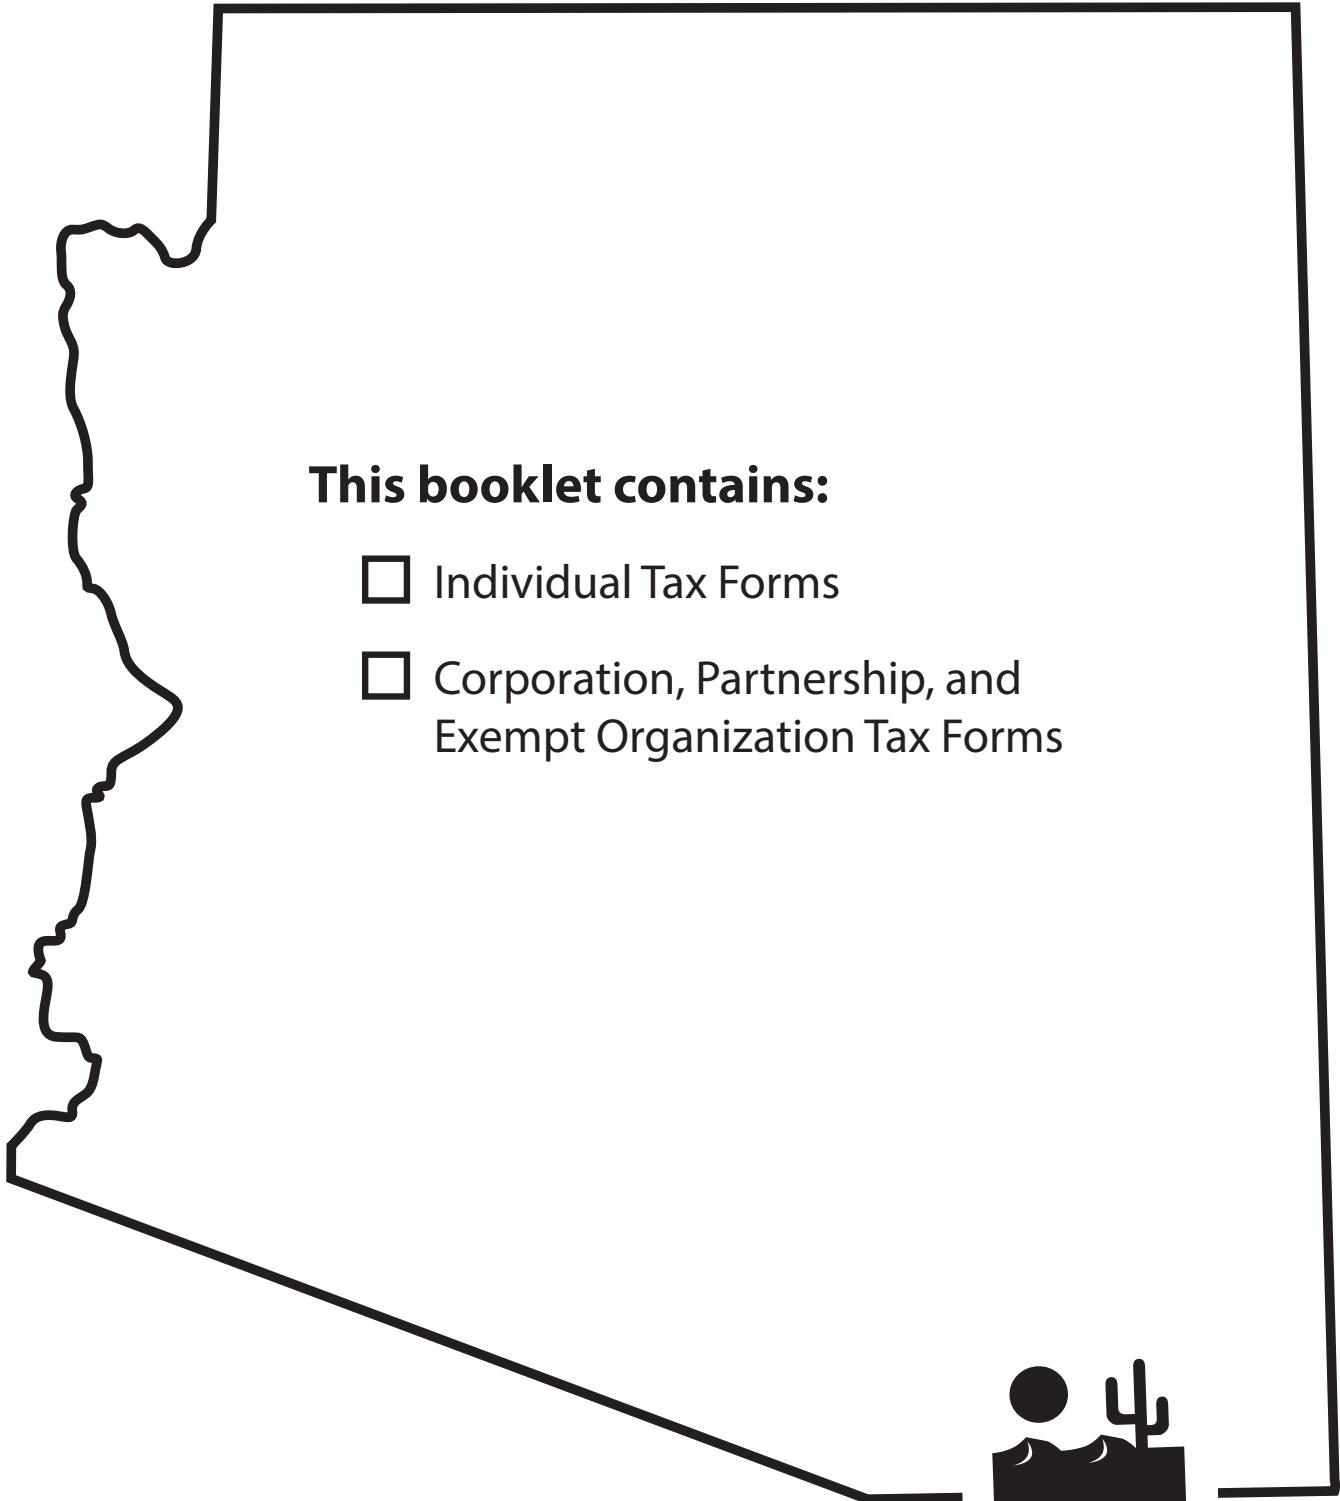 This booklet contains:
Individual Tax Forms
Corporation, Partnership, and
Exempt Organization Tax Forms